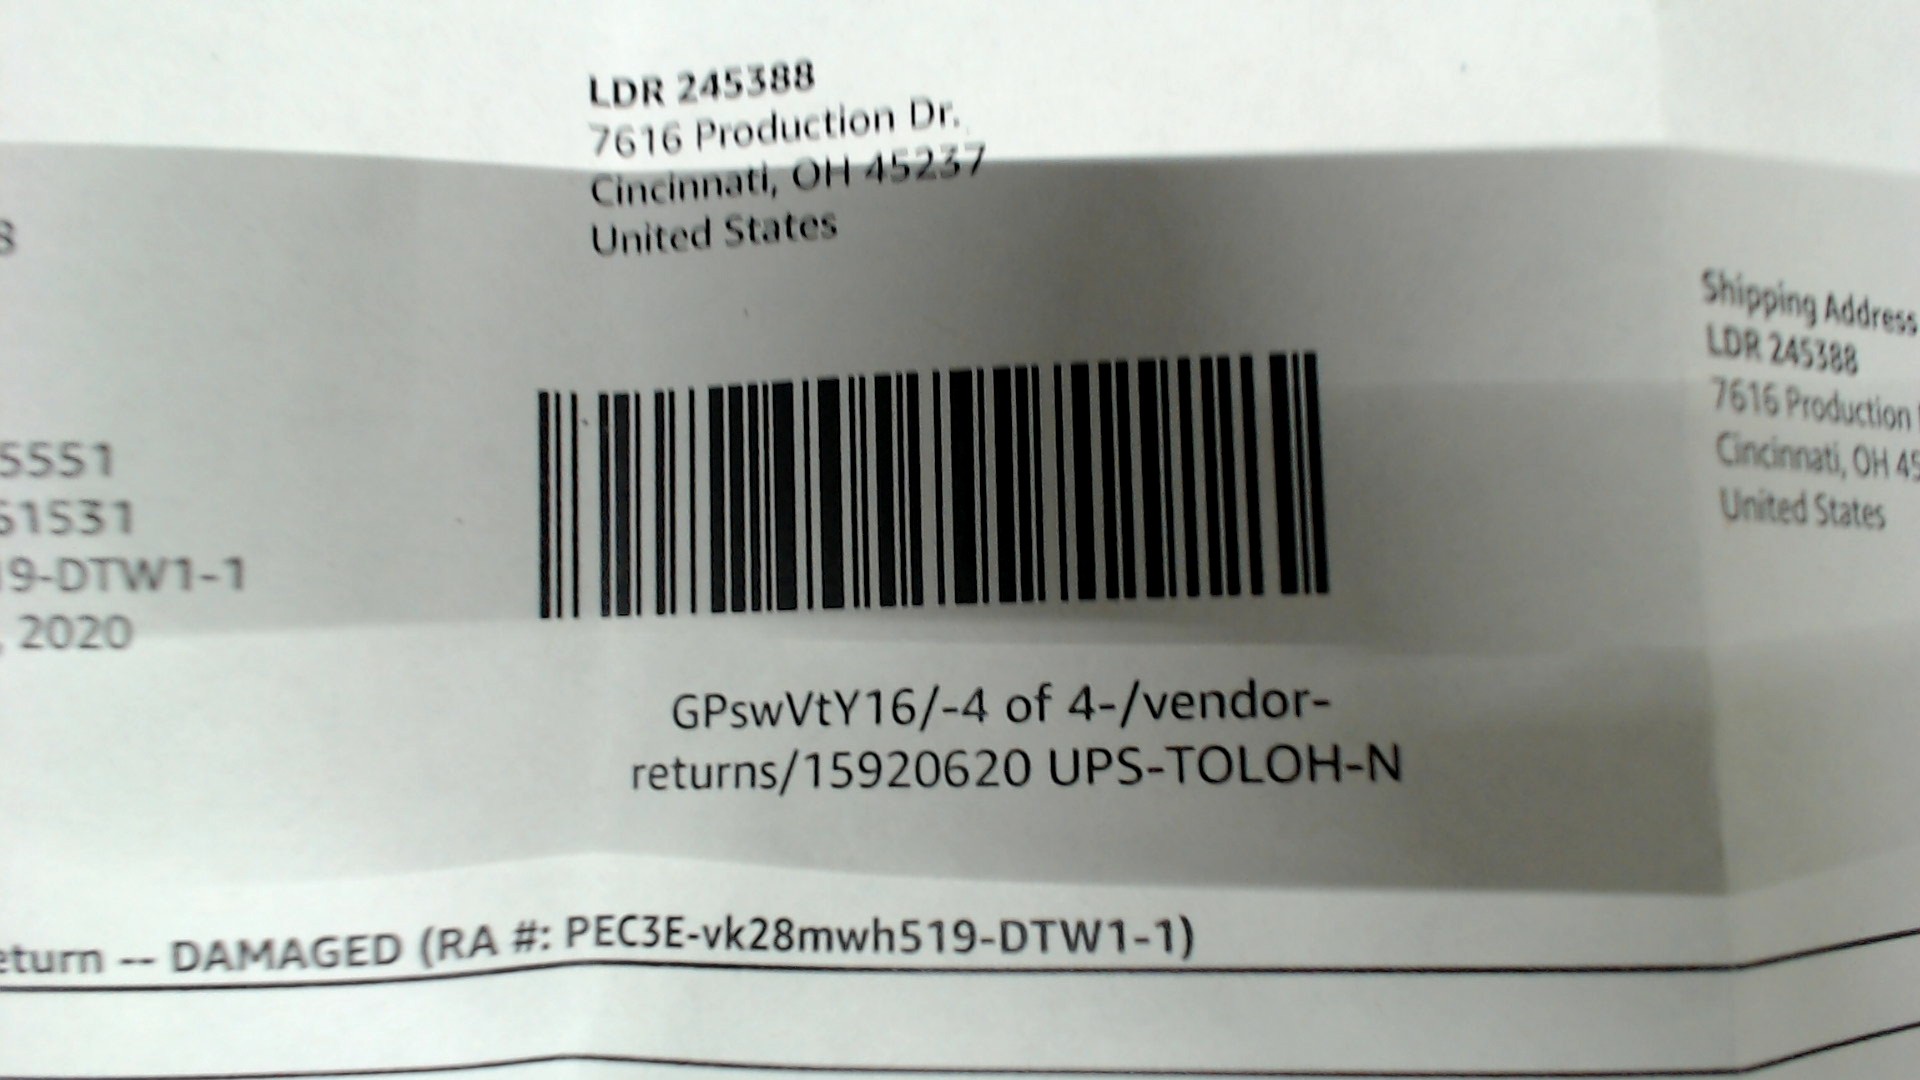 LDR 245388
7616 Production Dr.
Cincinnati, OH 45237
United States
8
5551
61531
19-DTW1-1
, 2020
Shipping Address
LDR 245388
7616 Production
Cincinnati, OH 45
United States
GPswVtY16/-4 of 4-/vendor-
returns/15920620 UPS-TOLOH-N
eturn -- DAMAGED (RA #: PEC3E-vk28mwh519-DTW1-1)